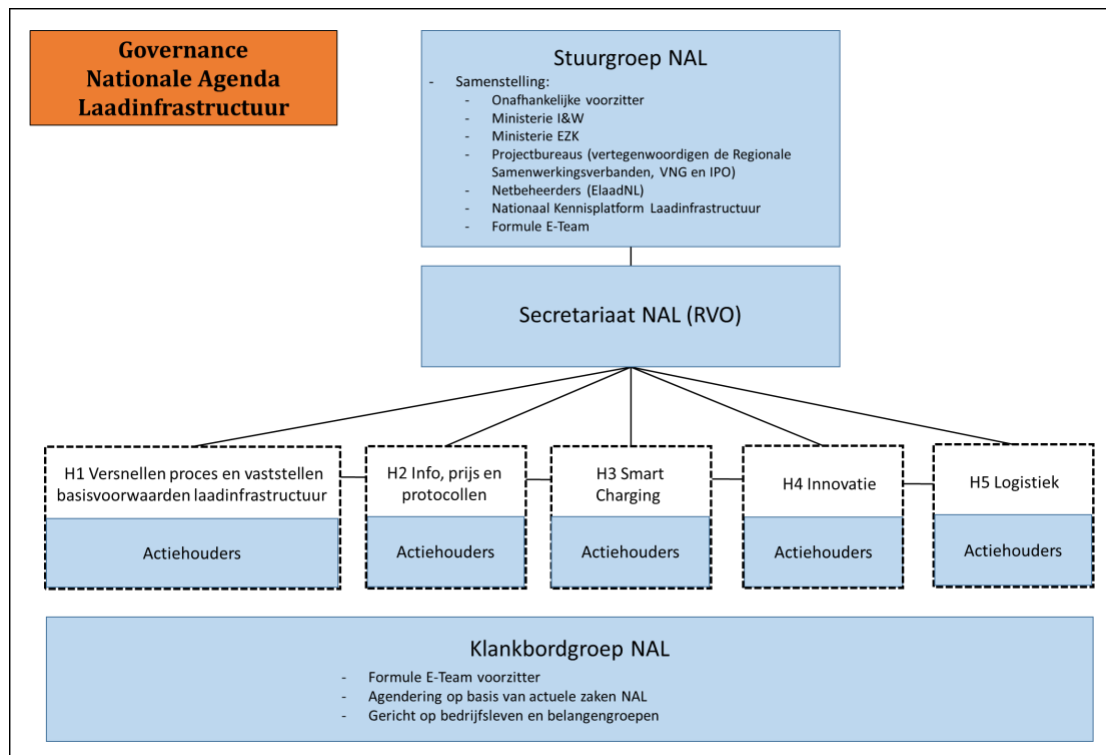 Governance
Nationale Agenda
Laadinfrastructuur
Stuurgroep NAL
- Samenstelling:
- Onafhankelijke voorzitter
- Ministerie I&W
- Ministerie EZK
- Projectbureaus (vertegenwoordigen de Regionale
Samenwerkingsverbanden, VNG en IPO)
- Netbeheerders (ElaadNL)
- Nationaal Kennisplatform Laadinfrastructuur
- Formule E-Team
Secretariaat NAL (RVO)
H1 Versnellen proces en vaststellen
basisvoorwaarden laadinfrastructuur
Actiehouders
H2 Info, prijs en
protocollen
Actiehouders
H3 Smart
Charging
Actiehouders
H4 Innovatie
Actiehouders
H5 Logistiek
Actiehouders
Klankbordgroep NAL
- Formule E-Team voorzitter
- Agendering op basis van actuele zaken NAL
- Gericht op bedrijfsleven en belangengroepen